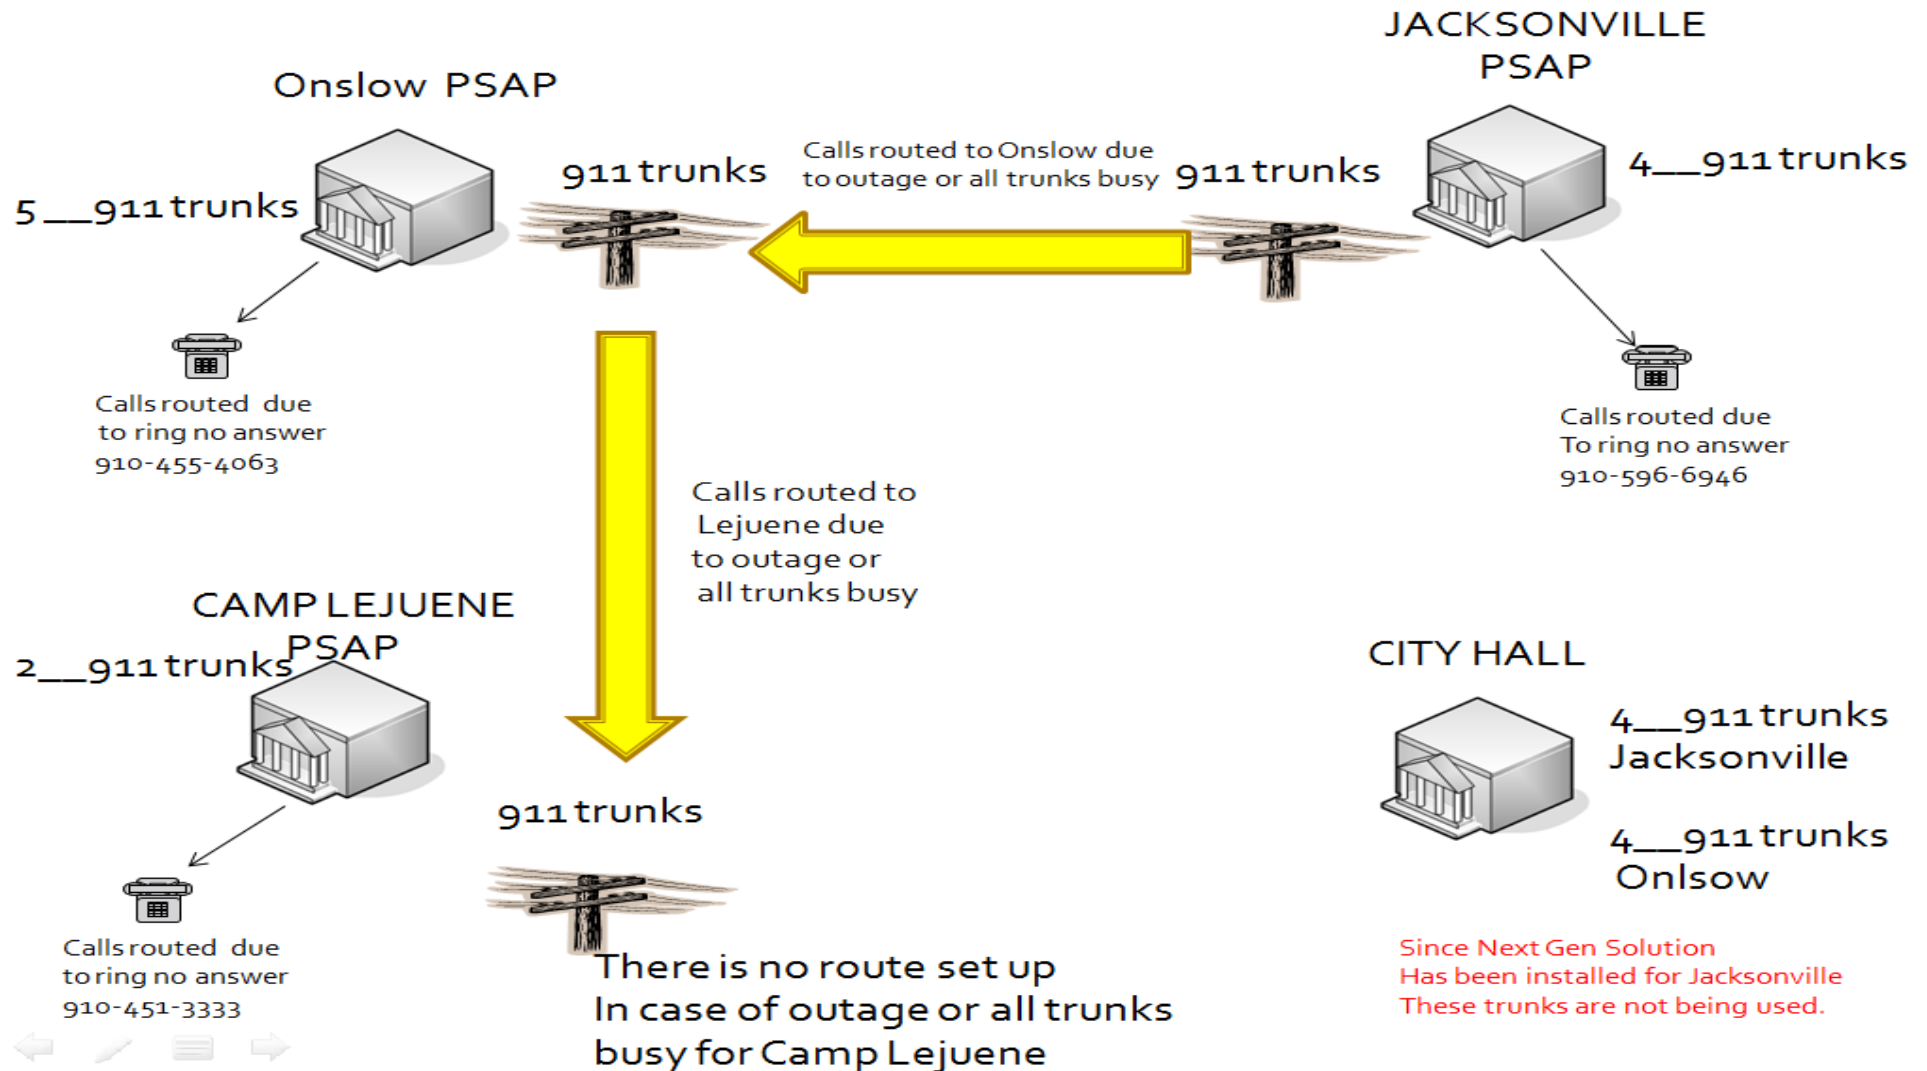 JACKSONVILLE
PSAP
Onslow PSAP
911 trunks
Calls routed to Onslow due
to outage or all trunks busy
911 trunks
4__911 trunks
5 __911 trunks
Calls routed due
to ring no answer
910-455-4063
Calls routed due
To ring no answer
910-596-6946
Calls routed to
Lejuene due
to outage or
all trunks busy
CAMP LEJUENE
PSAP
2__911 trunks
CITY HALL
4__911 trunks
Jacksonville
4__911 trunks
Onlsow
911 trunks
Calls routed due
to ring no answer
910-451-3333
There is no route set up
In case of outage or all trunks
busy for Camp Lejuene
Since Next Gen Solution
Has been installed for Jacksonville
These trunks are not being used.